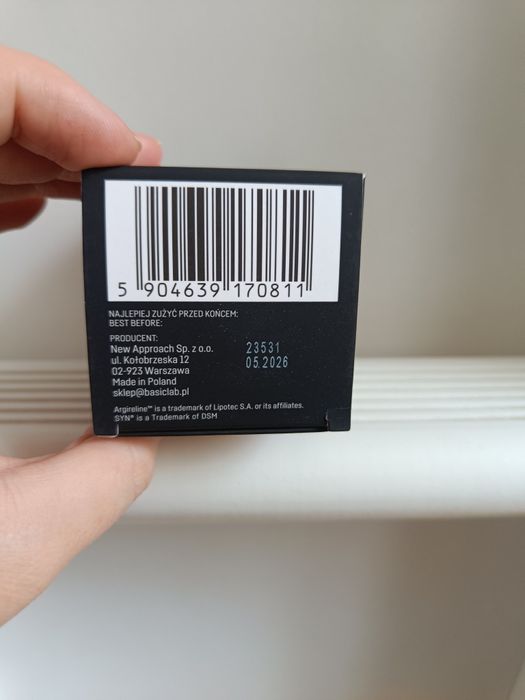 5 904639 170811
NAJLEPIEJ ZUŻYĆ PRZED KOŃCEM:
BEST BEFORE:
PRODUCENT:
New Approach Sp. z o.o.
ul. Kołobrzeska 12
02-923 Warszawa
Made in Poland
sklep@basiclab.pl
23531
05.2026
Argireline™ is a trademark of Lipotec S.A. or its affiliates.
SYN® is a Trademark of DSM